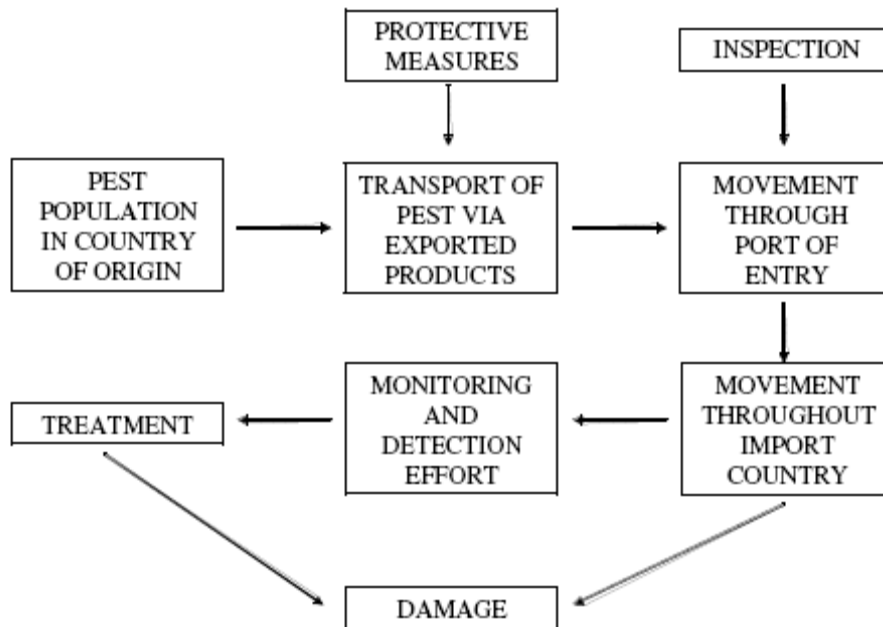 PROTECTIVE
MEASURES
INSPECTION
PEST
POPULATION
IN COUNTRY
OF ORIGIN
TRANSPORT OF
PEST VIA
EXPORTED
PRODUCTS
MOVEMENT
THROUGH
PORT OF
ENTRY
TREATMENT
MONITORING
AND
DETECTION
EFFORT
MOVEMENT
THROUGHOUT
IMPORT
COUNTRY
DAMAGE